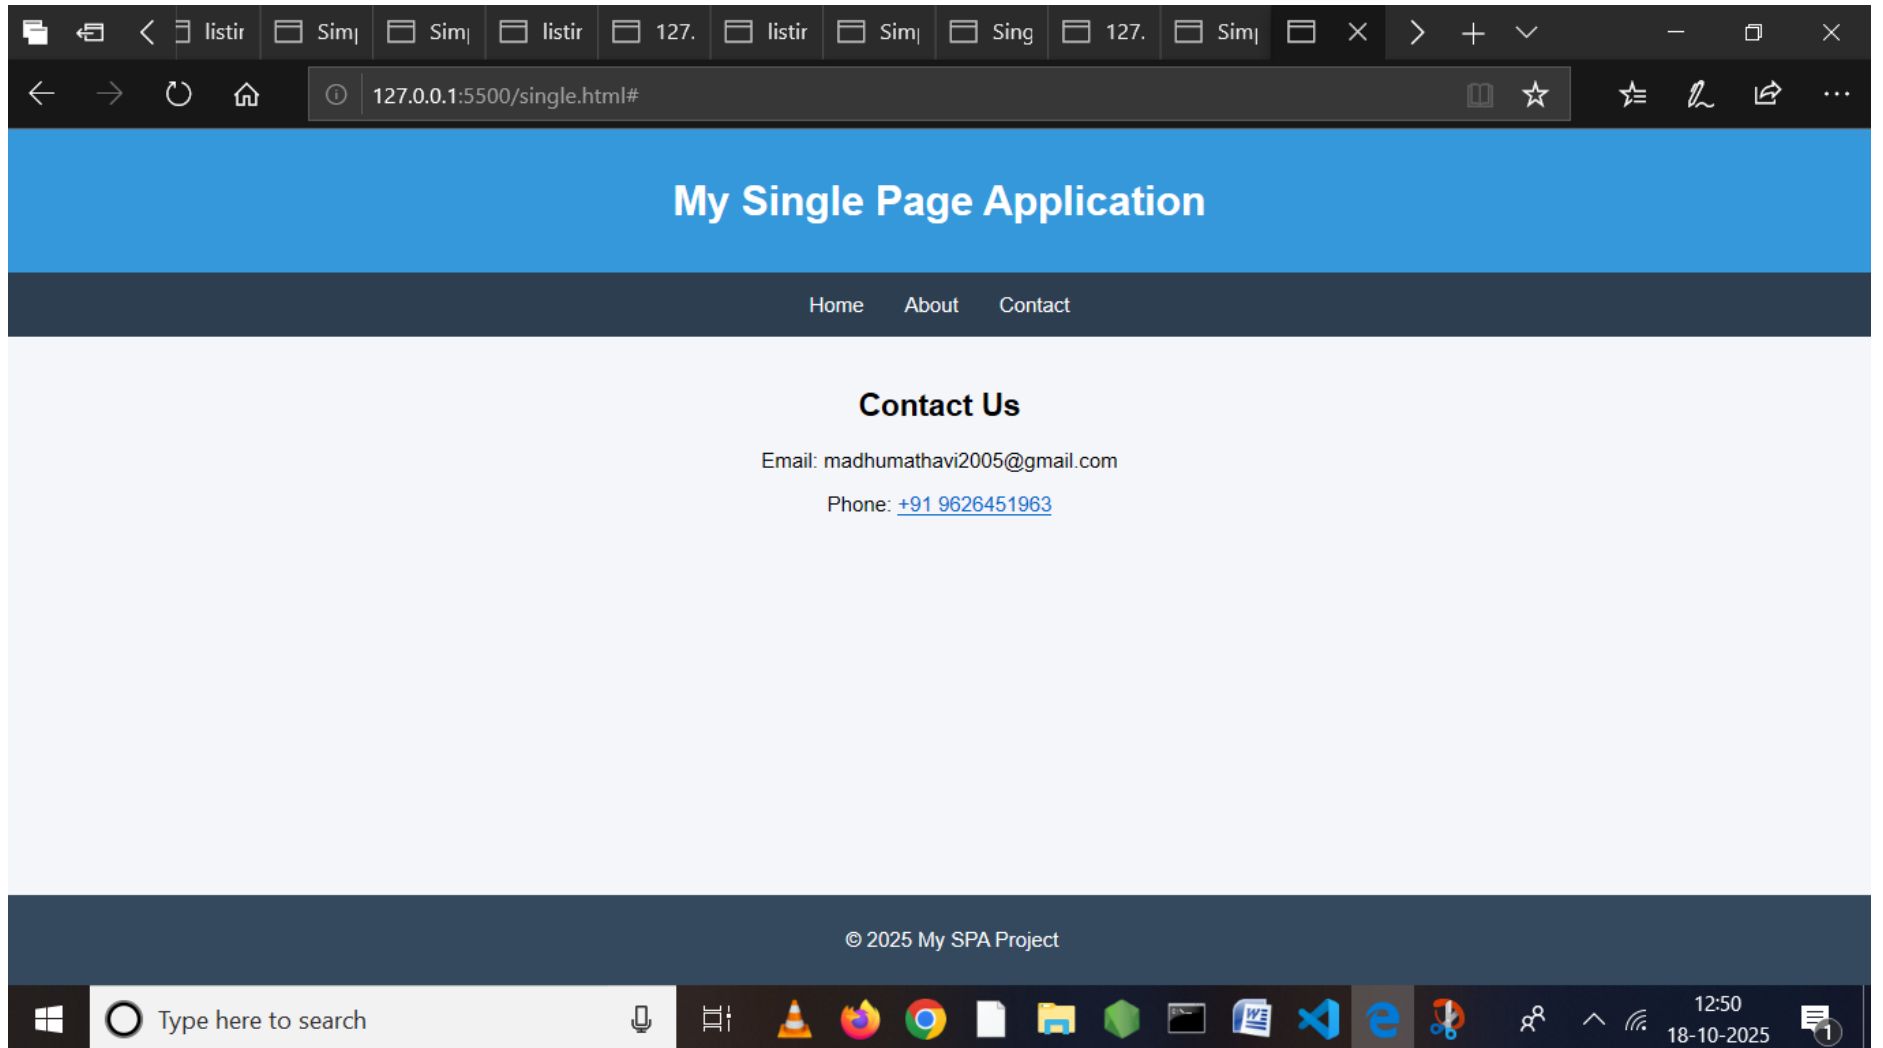 listir Sim Sim listir 127. listir Sim Sing 127. Sim
127.0.0.1:5500/single.html#
My Single Page Application
Home About Contact
Contact Us
Email: madhumathavi2005@gmail.com
Phone: +91 9626451963
© 2025 My SPA Project
Type here to search
12:50
18-10-2025
1